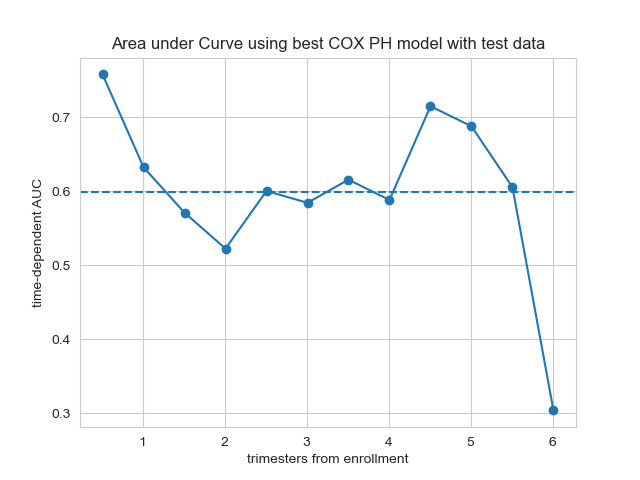 Area under Curve using best COX PH model with test data
time-dependent AUC
0.7
0.6
0.5
0.4
0.3
1 2 3 4 5 6
trimesters from enrollment